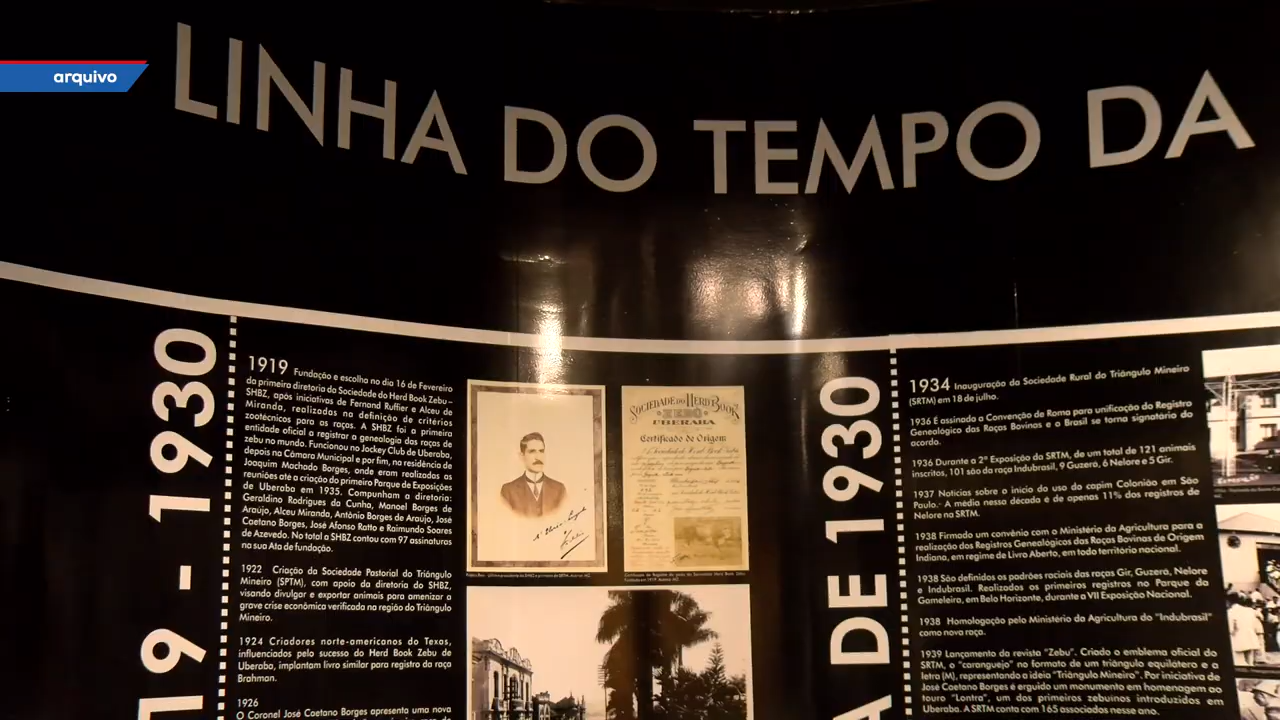 arquivo
LINHA DO TEMPO DA
19 - 1930
1919 Fundação e escolha no dia 16 de Fevereiro
da primeira diretoria da Sociedade do Herd Book Zebu –
SHBZ, após iniciativas de Fernand Ruffier e Alceu de
Miranda, realizadas na definição de critérios
zootécnicos para as raças. A SHBZ foi a primeira
entidade oficial a registrar a genealogia das raças de
zebu no mundo. Funcionou no Jockey Club de Uberaba,
depois na Câmara Municipal e por fim, na residência de
Joaquim Machado Borges, onde eram realizadas as
reuniões até a criação do primeiro Parque de Exposições
de Uberaba em 1935. Compunham a diretoria:
Geraldino Rodrigues da Cunha, Manoel Borges de
Araújo, Alceu Miranda, Antônio Borges de Araújo, José
Caetano Borges, José Afonso Ratto e Raimundo Soares
de Azevedo. No total a SHBZ contou com 97 assinaturas
na sua Ata de fundação.
1922 Criação da Sociedade Pastoril do Triângulo
Mineiro (SPTM), com apoio da diretoria do SHBZ,
visando divulgar e exportar animais para amenizar a
grave crise econômica verificada na região do Triângulo
Mineiro.
1924 Criadores norte-americanos do Texas,
influenciados pelo sucesso do Herd Book Zebu de
Uberaba, implantam livro similar para registro da raça
Brahman.
1926
O Coronel José Caetano Borges apresenta uma nova
SOCIEDADE DO HERD BOOK
ZEBÚ
UBERABA
Certificado de Origem
A DE 1930
1934 Inauguração da Sociedade Rural do Triângulo Mineiro
(SRTM) em 18 de julho.
1936 É assinado a Convenção de Roma para unificação do Registro
Genealógico das Raças Bovinas e o Brasil se torna signatário do
acordo.
1936 Durante a 2ª Exposição da SRTM, de um total de 121 animais
inscritos, 101 são da raça Indubrasil, 9 Guzerá, 6 Nelore e 5 Gir.
1937 Notícias sobre o início do uso do capim Colonião em São
Paulo. A média nessa década é de apenas 11% dos registros de
Nelore na SRTM.
1938 Firmado um convênio com o Ministério da Agricultura para a
realização dos Registros Genealógicos das Raças Bovinas de Origem
Indiana, em regime de Livro Aberto, em todo território nacional.
1938 São definidos os padrões raciais das raças Gir, Guzerá, Nelore
e Indubrasil. Realizados os primeiros registros no Parque da
Gameleira, em Belo Horizonte, durante a VII Exposição Nacional.
1938 Homologação pelo Ministério da Agricultura do "Indubrasil"
como nova raça.
1939 Lançamento da revista "Zebu". Criado o emblema oficial do
SRTM, o "caranguejo" no formato de um triângulo equilátero e a
letra (M), representando a ideia "Triângulo Mineiro". Por iniciativa de
José Caetano Borges é erguido um monumento em homenagem ao
touro "Lontra", um dos primeiros zebuínos introduzidos em
Uberaba. A SRTM conta com 165 associados nesse ano.